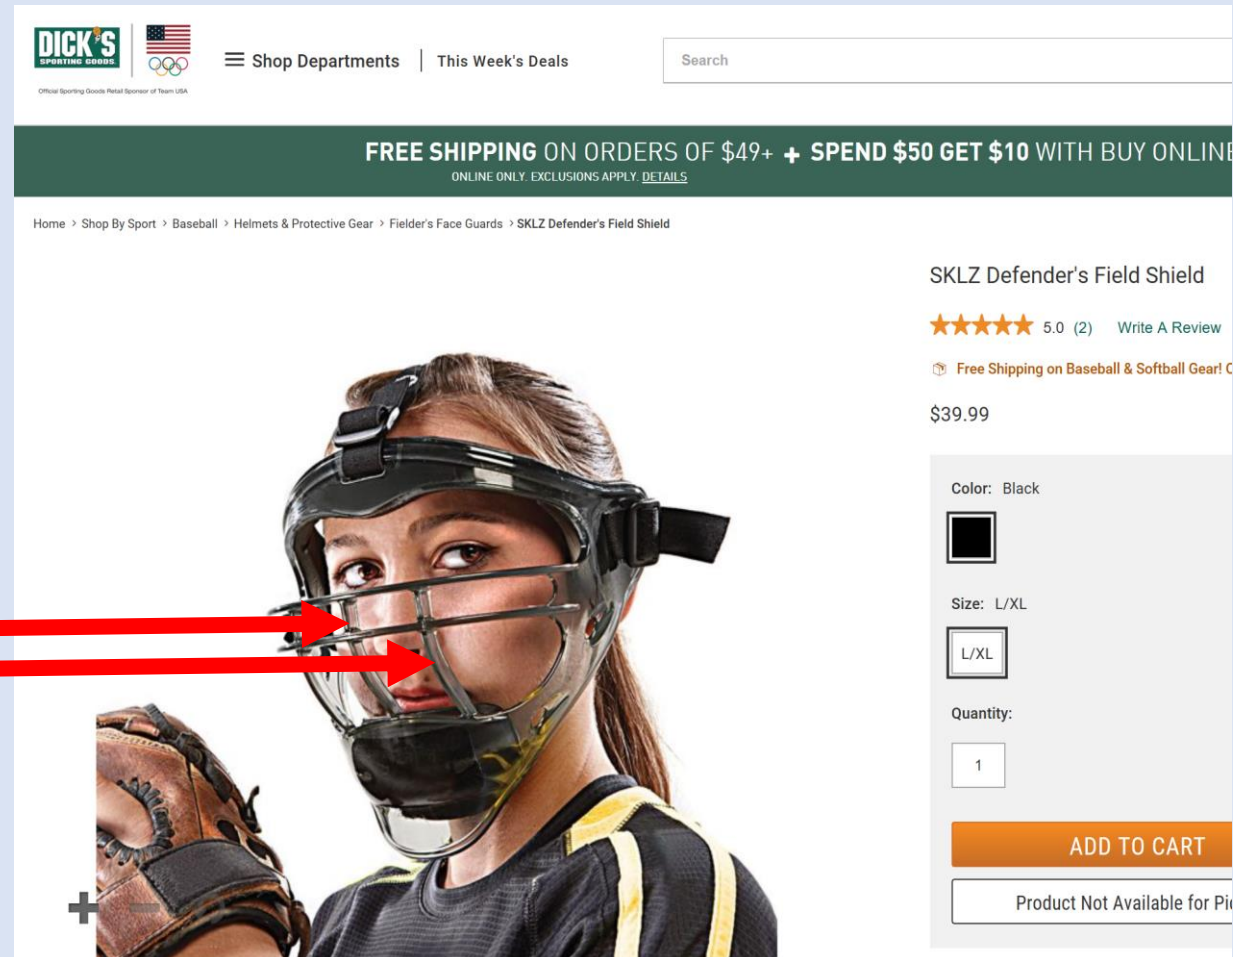 DICK'S
SPORTING GOODS
Official Sporting Goods Retail Sponsor of Team USA
Shop Departments
This Week's Deals
Search
FREE SHIPPING ON ORDERS OF $49+ + SPEND $50 GET $10 WITH BUY ONLINE
ONLINE ONLY. EXCLUSIONS APPLY. DETAILS
Home > Shop By Sport > Baseball > Helmets & Protective Gear > Fielder's Face Guards > SKLZ Defender's Field Shield
SKLZ Defender's Field Shield
5.0 (2) Write A Review
Free Shipping on Baseball & Softball Gear!
$39.99
Color: Black
Size: L/XL
L/XL
Quantity:
1
ADD TO CART
Product Not Available for